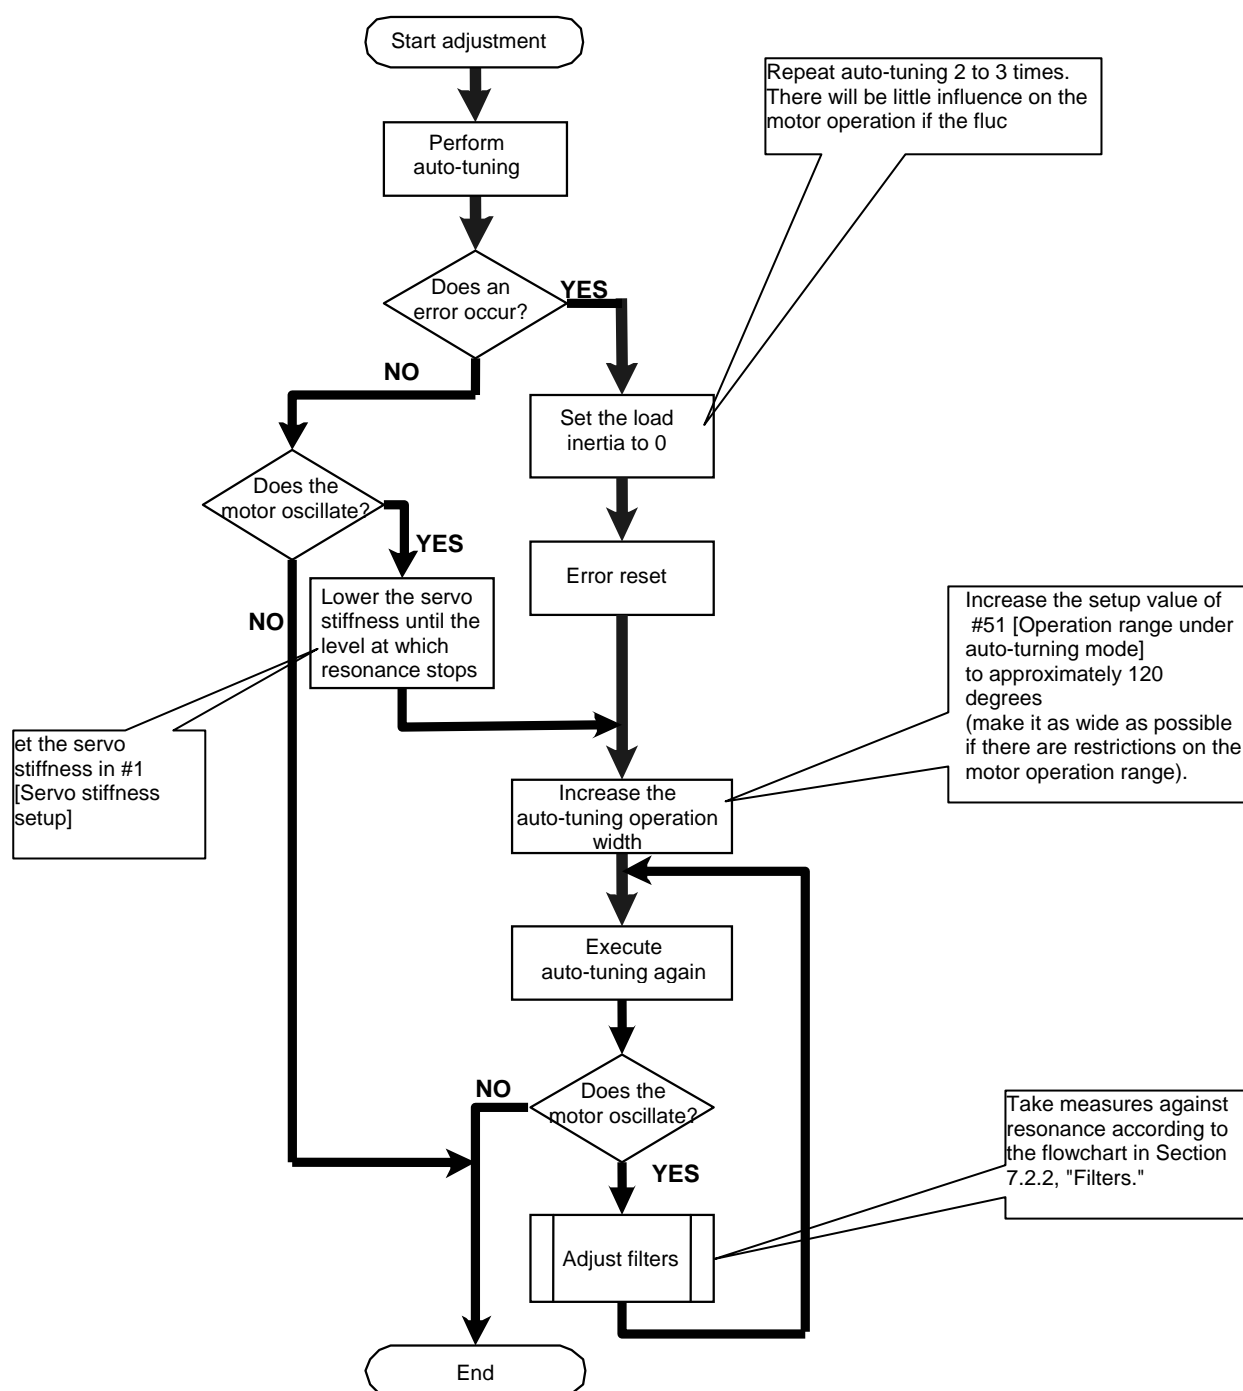 Start adjustment
Repeat auto-tuning 2 to 3 times.
There will be little influence on the
motor operation if the fluc
Perform
auto-tuning
Does an
error occur?
YES
NO
Set the load
inertia to 0
Does the
motor oscillate?
YES
Error reset
NO
Lower the servo
stiffness until the
level at which
resonance stops
Increase the setup value of
#51 [Operation range under
auto-turning mode]
to approximately 120
degrees
(make it as wide as possible
if there are restrictions on the
motor operation range).
et the servo
stiffness in #1
[Servo stiffness
setup]
Increase the
auto-tuning operation
width
Execute
auto-tuning again
NO
Does the
motor oscillate?
YES
Take measures against
resonance according to
the flowchart in Section
7.2.2, "Filters."
Adjust filters
End